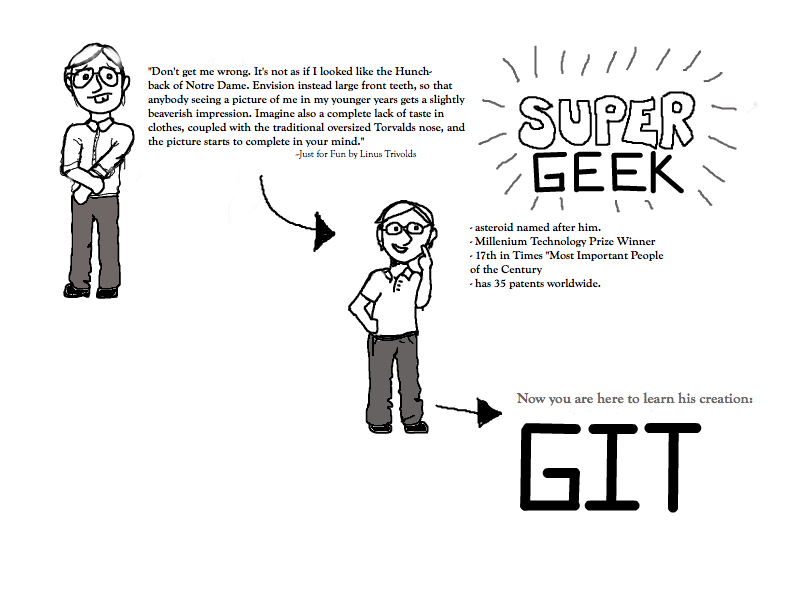 "Don't get me wrong. It's not as if I looked like the Hunch-
back of Notre Dame. Envision instead large front teeth, so that
anybody seeing a picture of me in my younger years gets a slightly
beaverish impression. Imagine also a complete lack of taste in
clothes, coupled with the traditional oversized Torvalds nose, and
the picture starts to complete in your mind."
~Just for Fun by Linus Trivolds
SUPER
GEEK
- asteroid named after him.
- Millenium Technology Prize Winner
- 17th in Times "Most Important People
of the Century
- has 35 patents worldwide.
Now you are here to learn his creation:
GIT